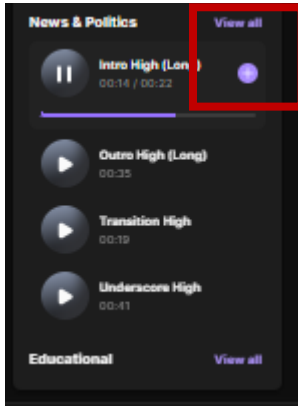 News & Politics View all
Intro High (Long)
00:14 / 00:22
Outro High (Long)
00:35
Transition High
00:19
Underscore High
00:41
Educational View all